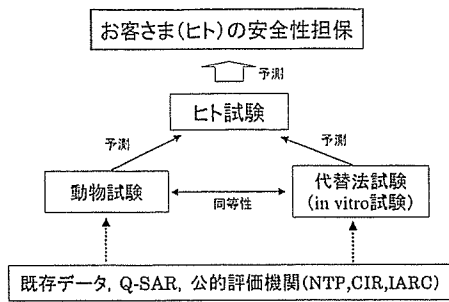 お客さま(ヒト)の安全性担保
予測
ヒト試験
予測
予測
動物試験
同等性
代替法試験
(in vitro試験)
既存データ, Q-SAR, 公的評価機関(NTP,CIR,IARC)